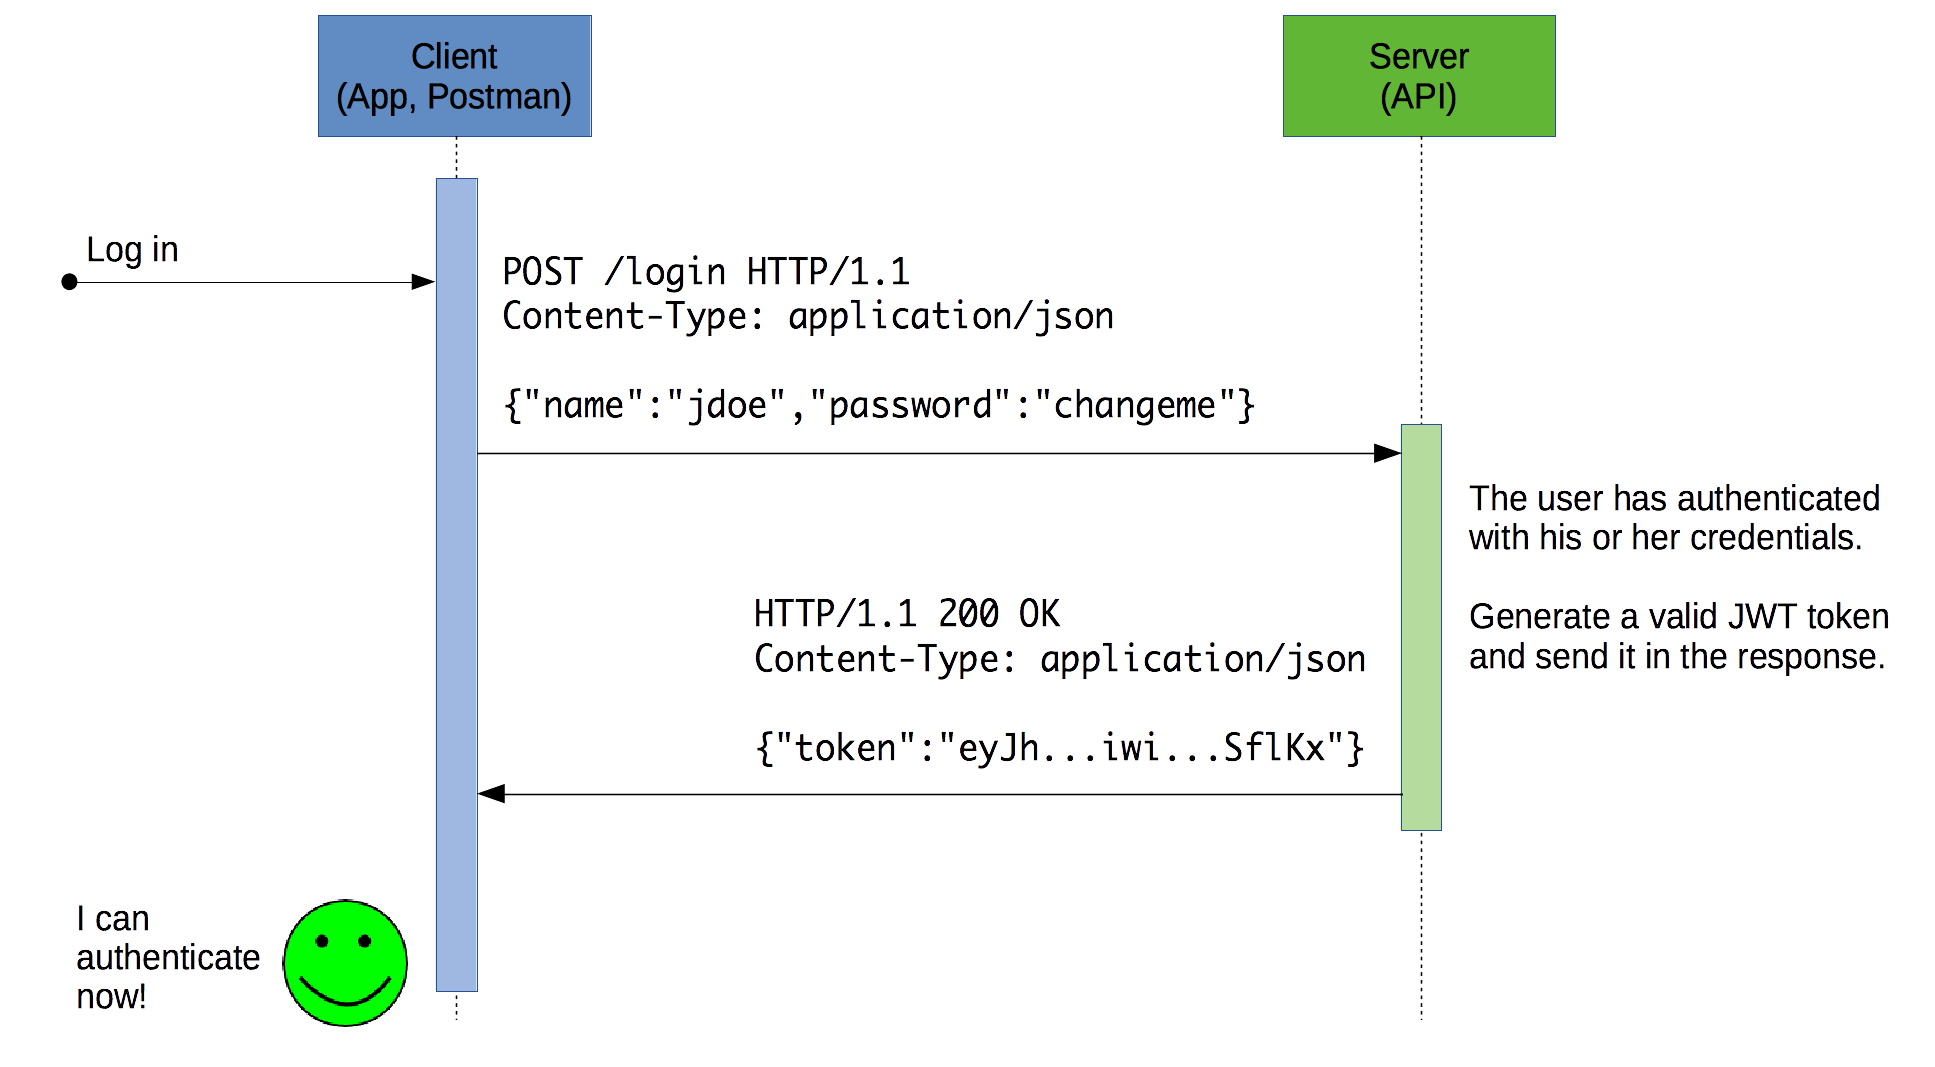 Client
(App, Postman)
Server
(API)
Log in
POST /login HTTP/1.1
Content-Type: application/json
{"name":"jdoe","password":"changeme"}
The user has authenticated
with his or her credentials.
Generate a valid JWT token
and send it in the response.
HTTP/1.1 200 OK
Content-Type: application/json
{"token":"eyJh...iwi...SflKx"}
I can
authenticate
now!